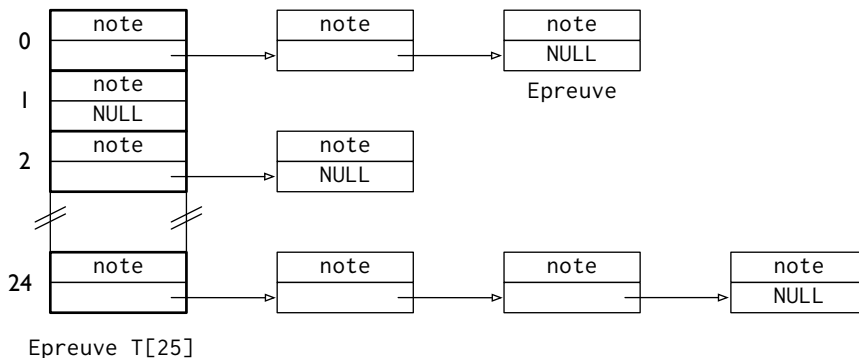 0 note note note
NULL
Epreuve
1 note
NULL
2 note note
NULL
24 note note note note
NULL
Epreuve T[25]